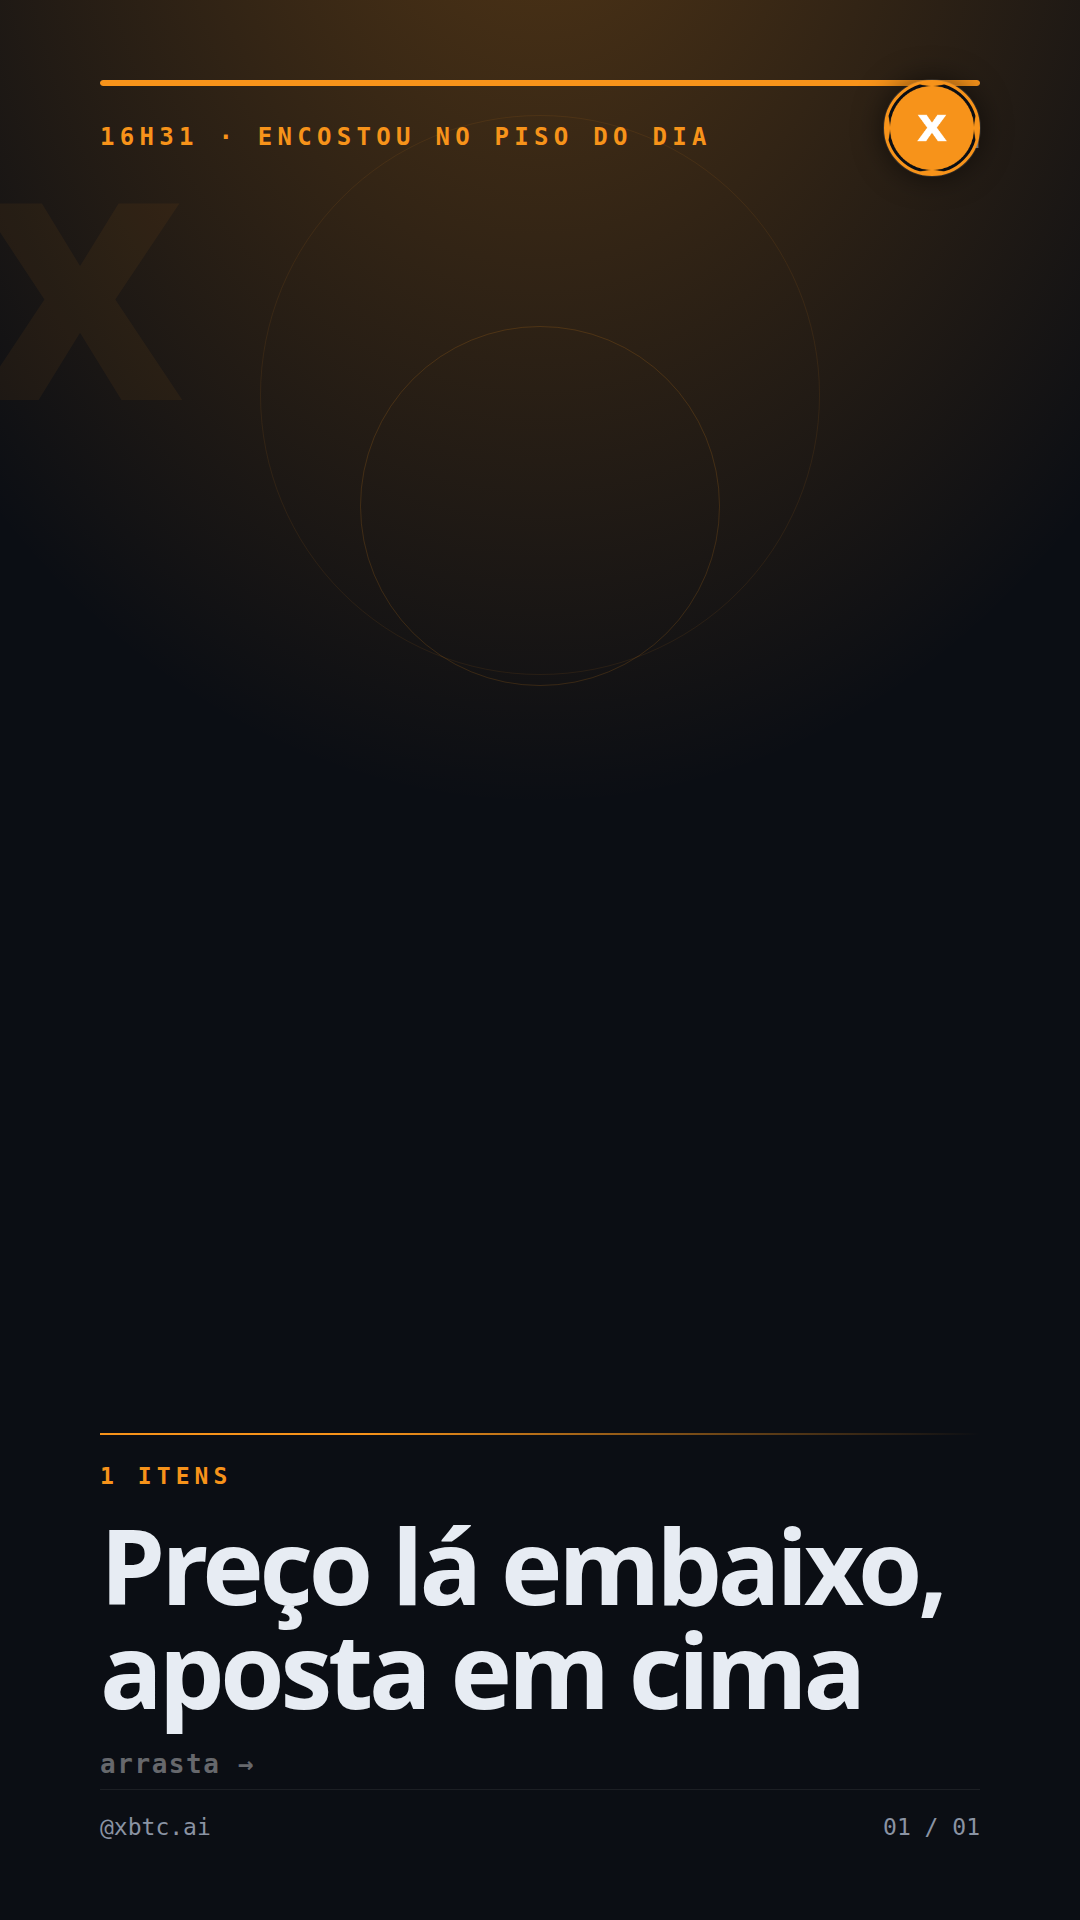 16H31 · ENCOSTOU NO PISO DO DIA
x
x
1 ITENS
Preço lá embaixo,
aposta em cima
arrasta →
@xbtc.ai
01 / 01